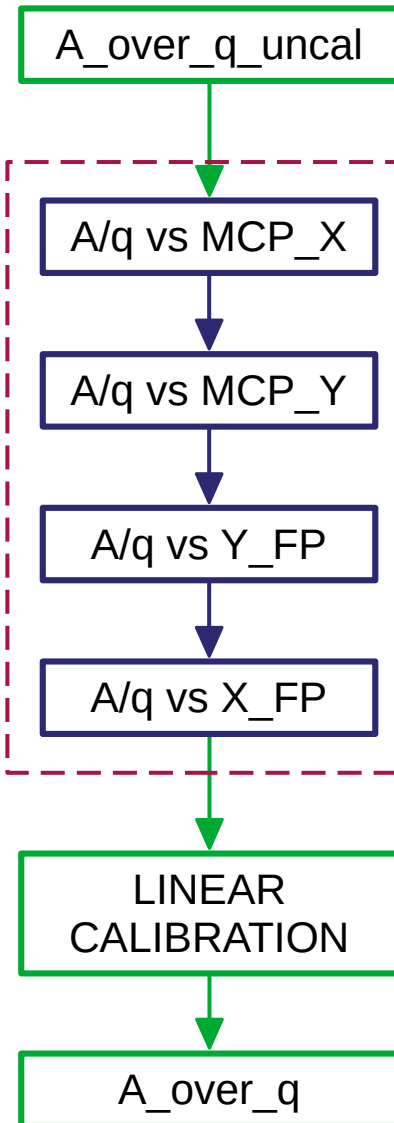 A_over_q_uncal
A/q vs MCP_X
A/q vs MCP_Y
A/q vs Y_FP
A/q vs X_FP
LINEAR
CALIBRATION
A_over_q